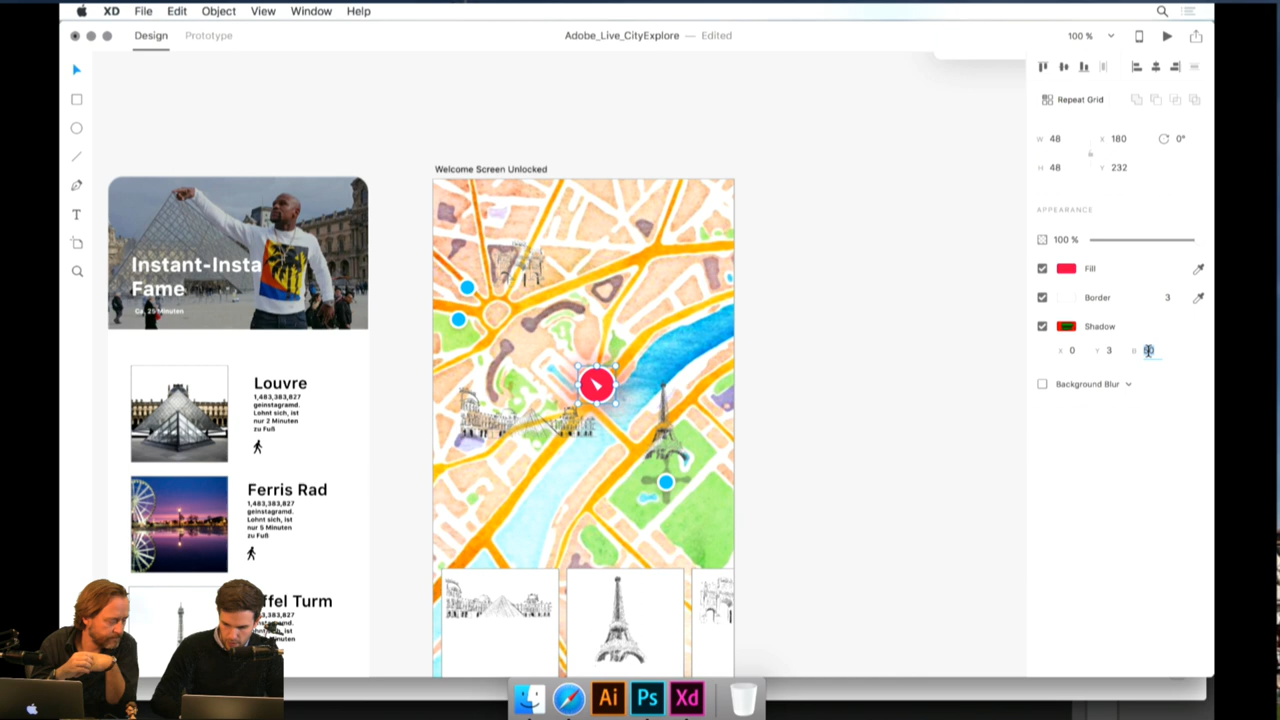 XD File Edit Object View Window Help
Design Prototype
Adobe_Live_CityExplore — Edited
100 %
Repeat Grid
W 48 X 180 0°
H 48 Y 232
APPEARANCE
100 %
Fill
Border 3
Shadow
X 0 Y 3 B
Background Blur
Welcome Screen Unlocked
Instant-Insta
Fame
Ca. 25 Minuten
Louvre
1,483,383,827
geinstagramd.
Lohnt sich, ist
nur 2 Minuten
zu Fuß
Ferris Rad
1,483,383,827
geinstagramd.
Lohnt sich, ist
nur 5 Minuten
zu Fuß
ffel Turm
Ai Ps Xd